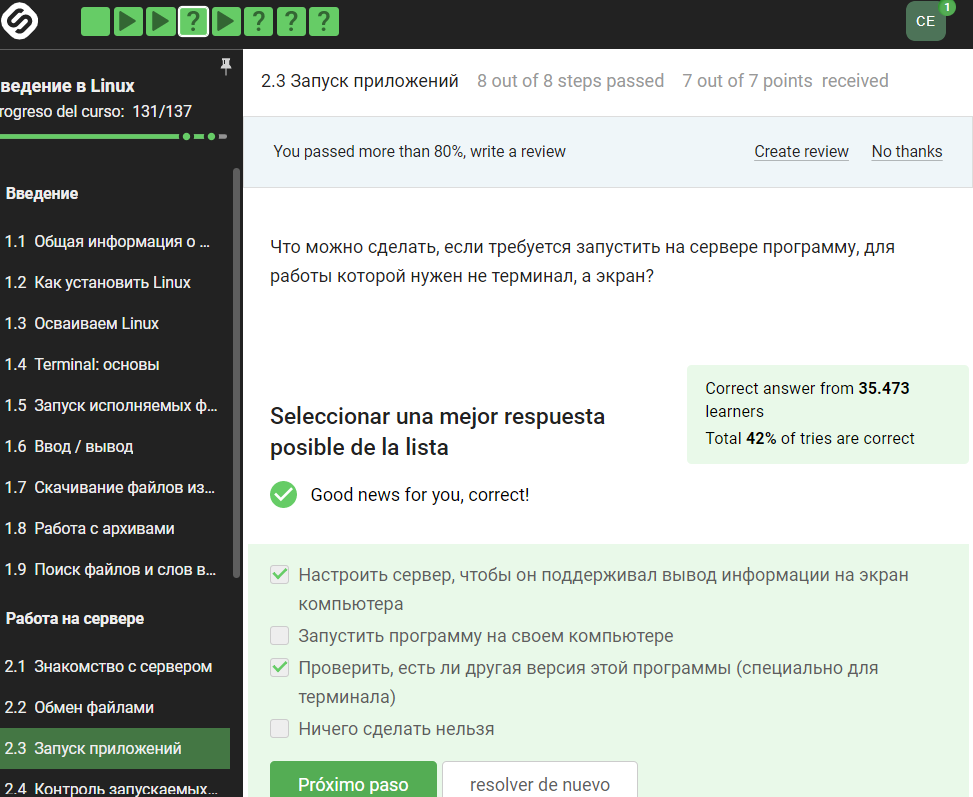 ? ? ? ?
CE
1
ведение в Linux
rogreso del curso: 131/137
Введение
1.1 Общая информация о ...
1.2 Как установить Linux
1.3 Осваиваем Linux
1.4 Terminal: основы
1.5 Запуск исполняемых ф...
1.6 Ввод / вывод
1.7 Скачивание файлов из...
1.8 Работа с архивами
1.9 Поиск файлов и слов в...
Работа на сервере
2.1 Знакомство с сервером
2.2 Обмен файлами
2.3 Запуск приложений
2.4 Контроль запускаемых...
2.3 Запуск приложений 8 out of 8 steps passed 7 out of 7 points received
You passed more than 80%, write a review Create review No thanks
Что можно сделать, если требуется запустить на сервере программу, для
работы которой нужен не терминал, а экран?
Correct answer from 35.473
learners
Total 42% of tries are correct
Seleccionar una mejor respuesta
posible de la lista
Good news for you, correct!
Настроить сервер, чтобы он поддерживал вывод информации на экран
компьютера
Запустить программу на своем компьютере
Проверить, есть ли другая версия этой программы (специально для
терминала)
Ничего сделать нельзя
Próximo paso resolver de nuevo